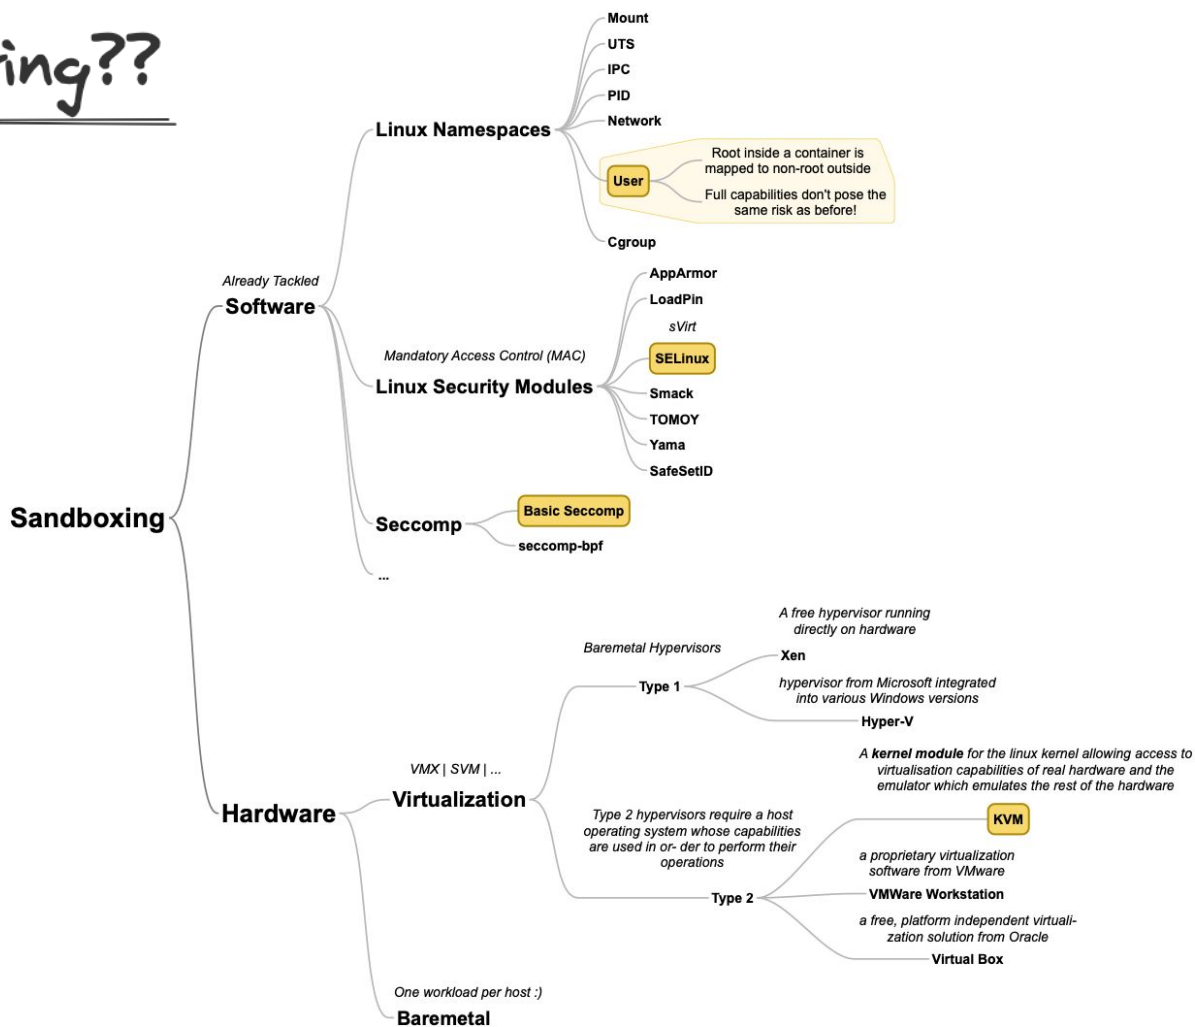 ing??
Mount
UTS
IPC
PID
Network
Linux Namespaces
Root inside a container is
mapped to non-root outside
User
Full capabilities don't pose the
same risk as before!
Cgroup
Already Tackled
Software
AppArmor
LoadPin
sVirt
SELinux
Mandatory Access Control (MAC)
Linux Security Modules
Smack
TOMOY
Yama
SafeSetID
Sandboxing
Basic Seccomp
Seccomp
seccomp-bpf
...
A free hypervisor running
directly on hardware
Baremetal Hypervisors
Xen
Type 1
hypervisor from Microsoft integrated
into various Windows versions
Hyper-V
VMX | SVM | ...
Virtualization
Hardware
A kernel module for the linux kernel allowing access to
virtualisation capabilities of real hardware and the
emulator which emulates the rest of the hardware
KVM
Type 2 hypervisors require a host
operating system whose capabilities
are used in or- der to perform their
operations
a proprietary virtualization
software from VMware
VMWare Workstation
Type 2
a free, platform independent virtuali-
zation solution from Oracle
Virtual Box
One workload per host :)
Baremetal